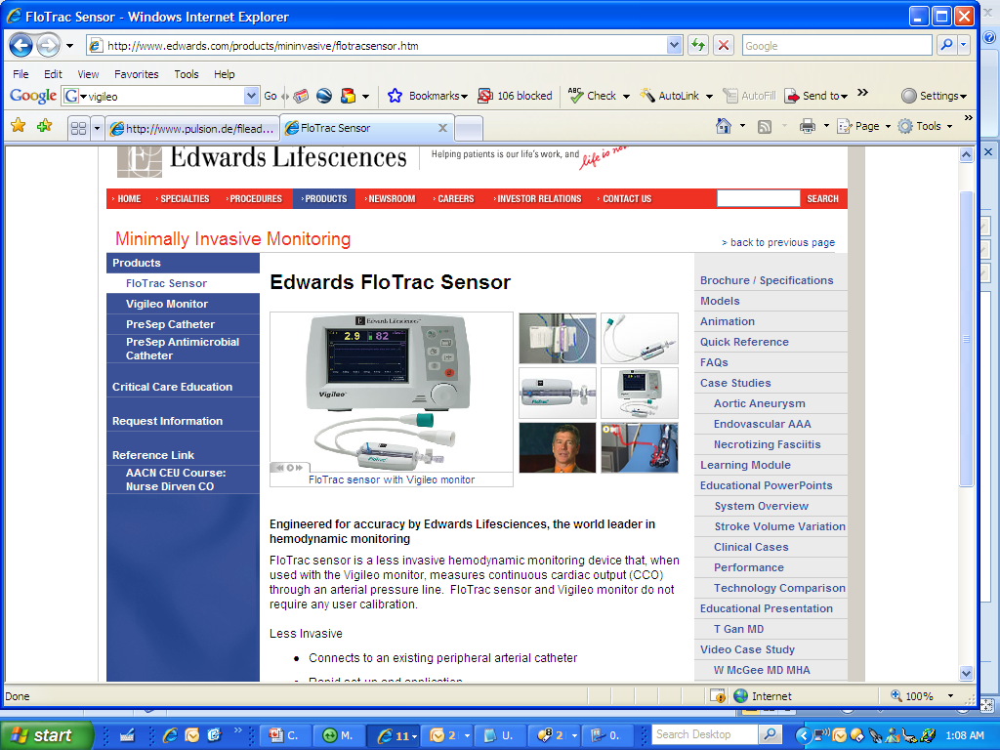 FloTrac Sensor - Windows Internet Explorer
http://www.edwards.com/products/mininvasive/flotracsensor.htm
Google
File Edit View Favorites Tools Help
Google
vigileo
Go
Bookmarks
106 blocked
ABC
Check
AutoLink
AutoFill
Send to
Settings
http://www.pulsion.de/filead...
FloTrac Sensor
Page
Tools
Edwards Lifesciences
Helping patients is our life's work, and
life is
HOME SPECIALTIES PROCEDURES PRODUCTS NEWSROOM CAREERS INVESTOR RELATIONS CONTACT US SEARCH
Minimally Invasive Monitoring
> back to previous page
Products
FloTrac Sensor
Vigileo Monitor
PreSep Catheter
PreSep Antimicrobial
Catheter
Critical Care Education
Request Information
Reference Link
AACN CEU Course:
Nurse Dirven CO
Edwards FloTrac Sensor
Edwards Lifesciences
2.9 82
Vigileo
FloTrac
FloTrac sensor with Vigileo monitor
Engineered for accuracy by Edwards Lifesciences, the world leader in
hemodynamic monitoring
FloTrac sensor is a less invasive hemodynamic monitoring device that, when
used with the Vigileo monitor, measures continuous cardiac output (CCO)
through an arterial pressure line. FloTrac sensor and Vigileo monitor do not
require any user calibration.
Less Invasive
• Connects to an existing peripheral arterial catheter
• Rapid set up and application
Brochure / Specifications
Models
Animation
Quick Reference
FAQs
Case Studies
Aortic Aneurysm
Endovascular AAA
Necrotizing Fasciitis
Learning Module
Educational PowerPoints
System Overview
Stroke Volume Variation
Clinical Cases
Performance
Technology Comparison
Educational Presentation
T Gan MD
Video Case Study
W McGee MD MHA
Done
Internet
100%
start
C.
M.
11
2
U.
2
0.
Search Desktop
1:08 AM